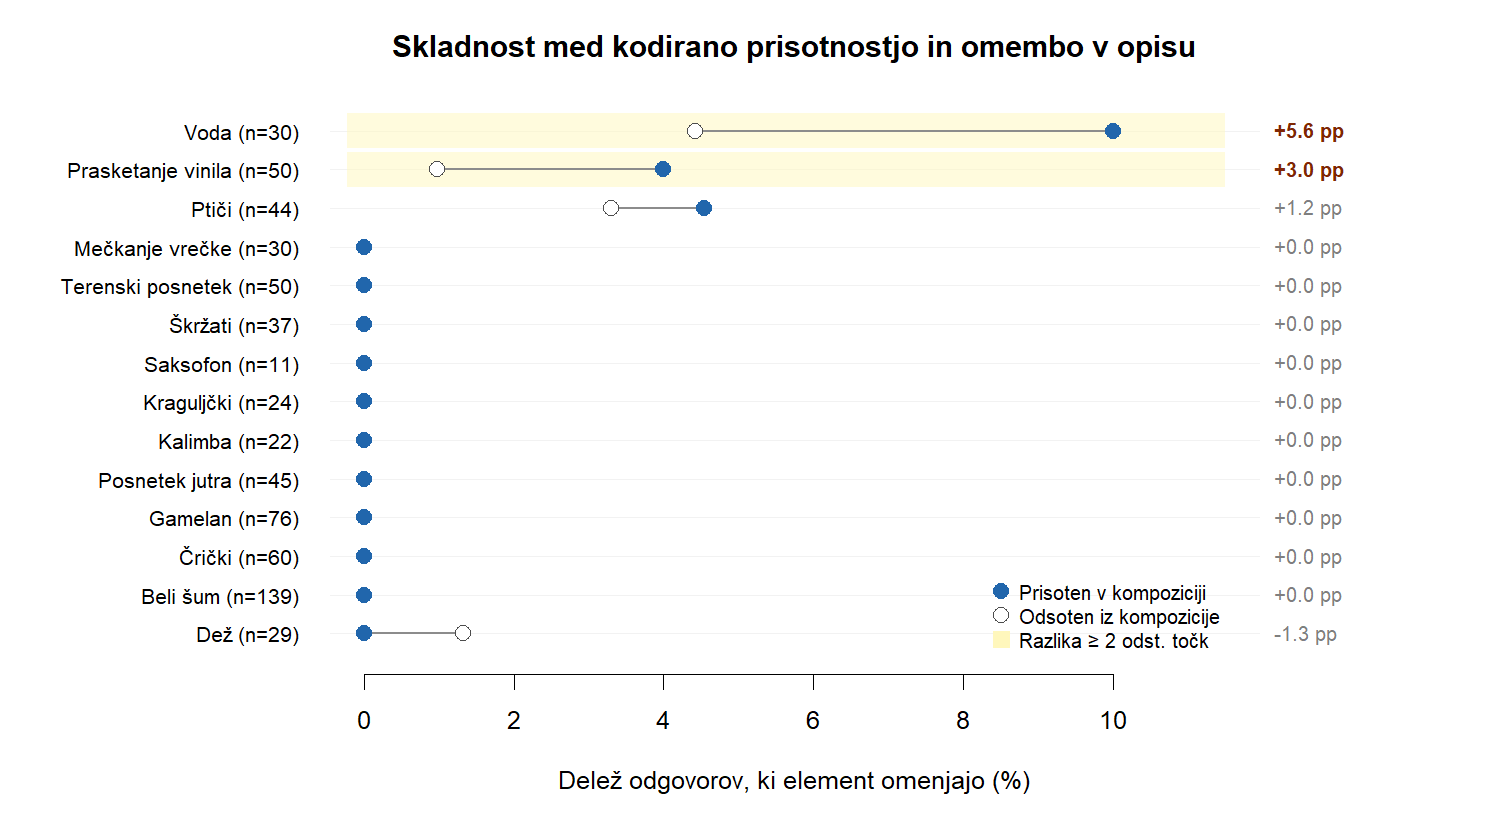 Skladnost med kodirano prisotnostjo in omembo v opisu
Voda (n=30) +5.6 pp
Prasketanje vinila (n=50) +3.0 pp
Ptiči (n=44) +1.2 pp
Mečkanje vrečke (n=30) +0.0 pp
Terenski posnetek (n=50) +0.0 pp
Škržati (n=37) +0.0 pp
Saksofon (n=11) +0.0 pp
Kraguljčki (n=24) +0.0 pp
Kalimba (n=22) +0.0 pp
Posnetek jutra (n=45) +0.0 pp
Gamelan (n=76) +0.0 pp
Črički (n=60) +0.0 pp
Beli šum (n=139) +0.0 pp
Dež (n=29) -1.3 pp
Prisoten v kompoziciji
Odsoten iz kompozicije
Razlika ≥ 2 odst. točk
0 2 4 6 8 10
Delež odgovorov, ki element omenjajo (%)